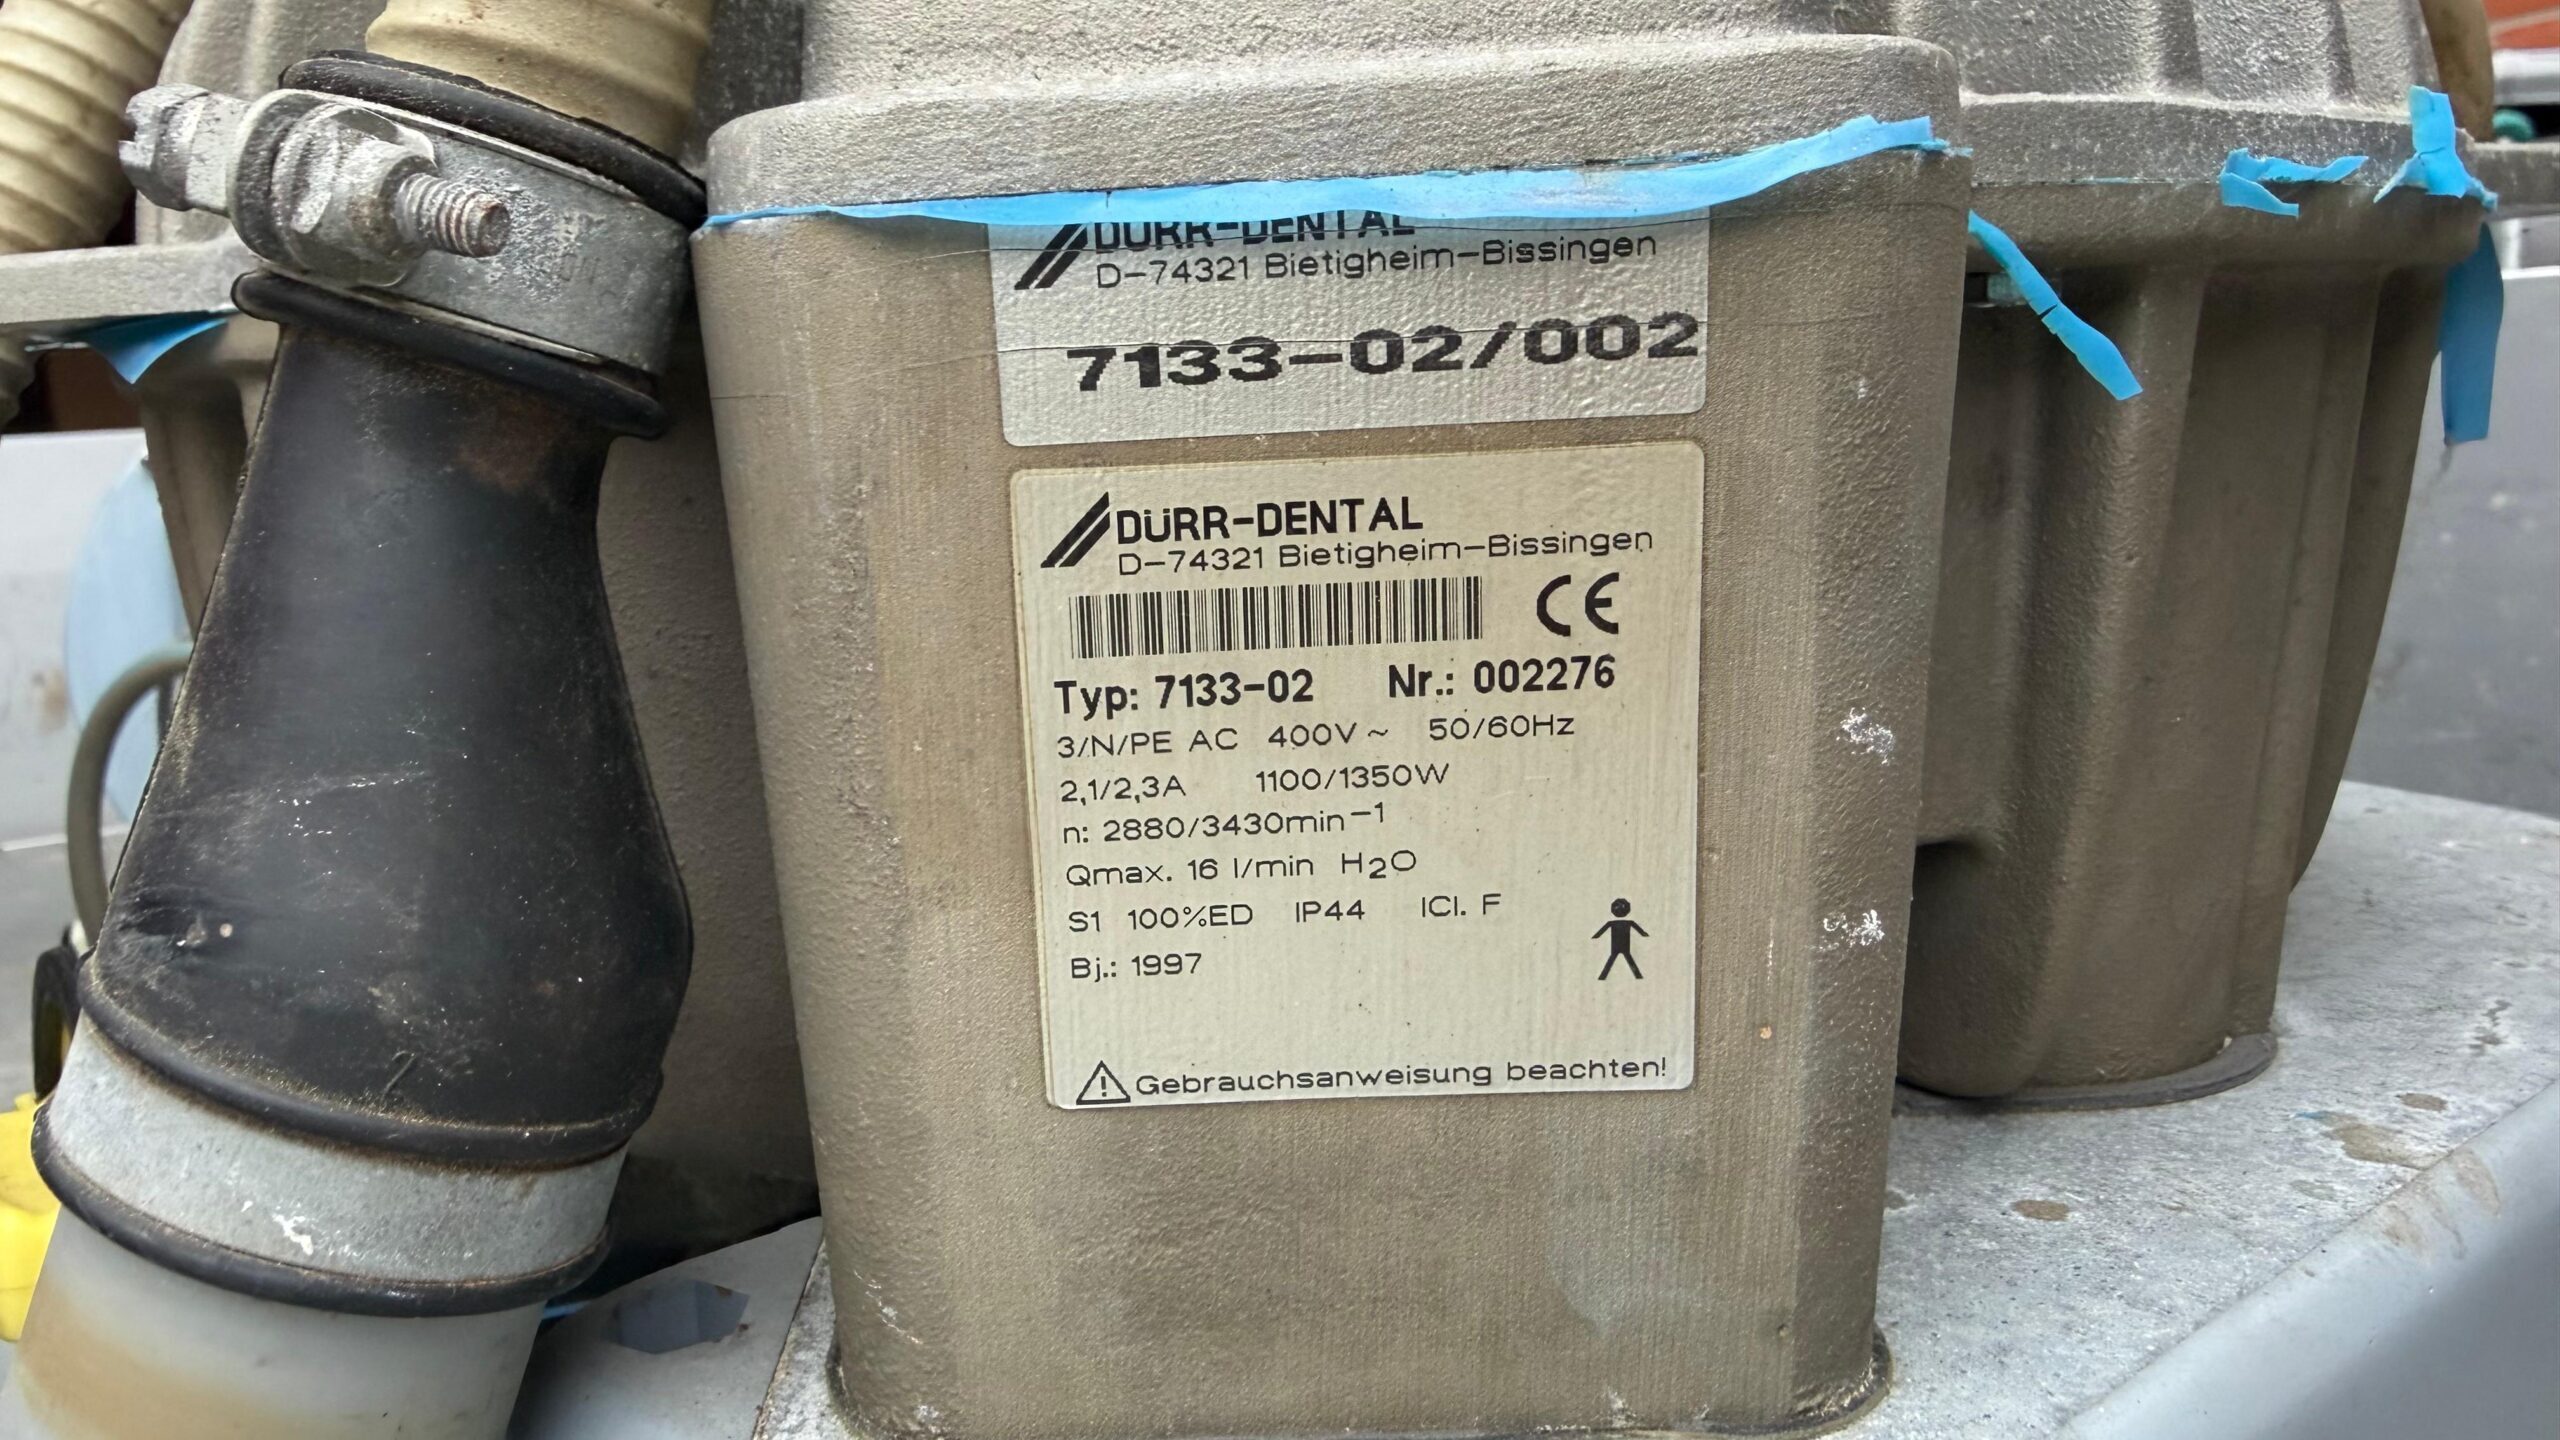 DÜRR-DENTAL
D-74321 Bietigheim-Bissingen
7133-02/002
DÜRR-DENTAL
D-74321 Bietigheim-Bissingen
CE
Typ: 7133-02 Nr.: 002276
3/N/PE AC 400V ~ 50/60Hz
2,1/2,3A 1100/1350W
n: 2880/3430min-1
Qmax. 16 l/min H2O
S1 100%ED IP44 ICl. F
Bj.: 1997
Gebrauchsanweisung beachten!